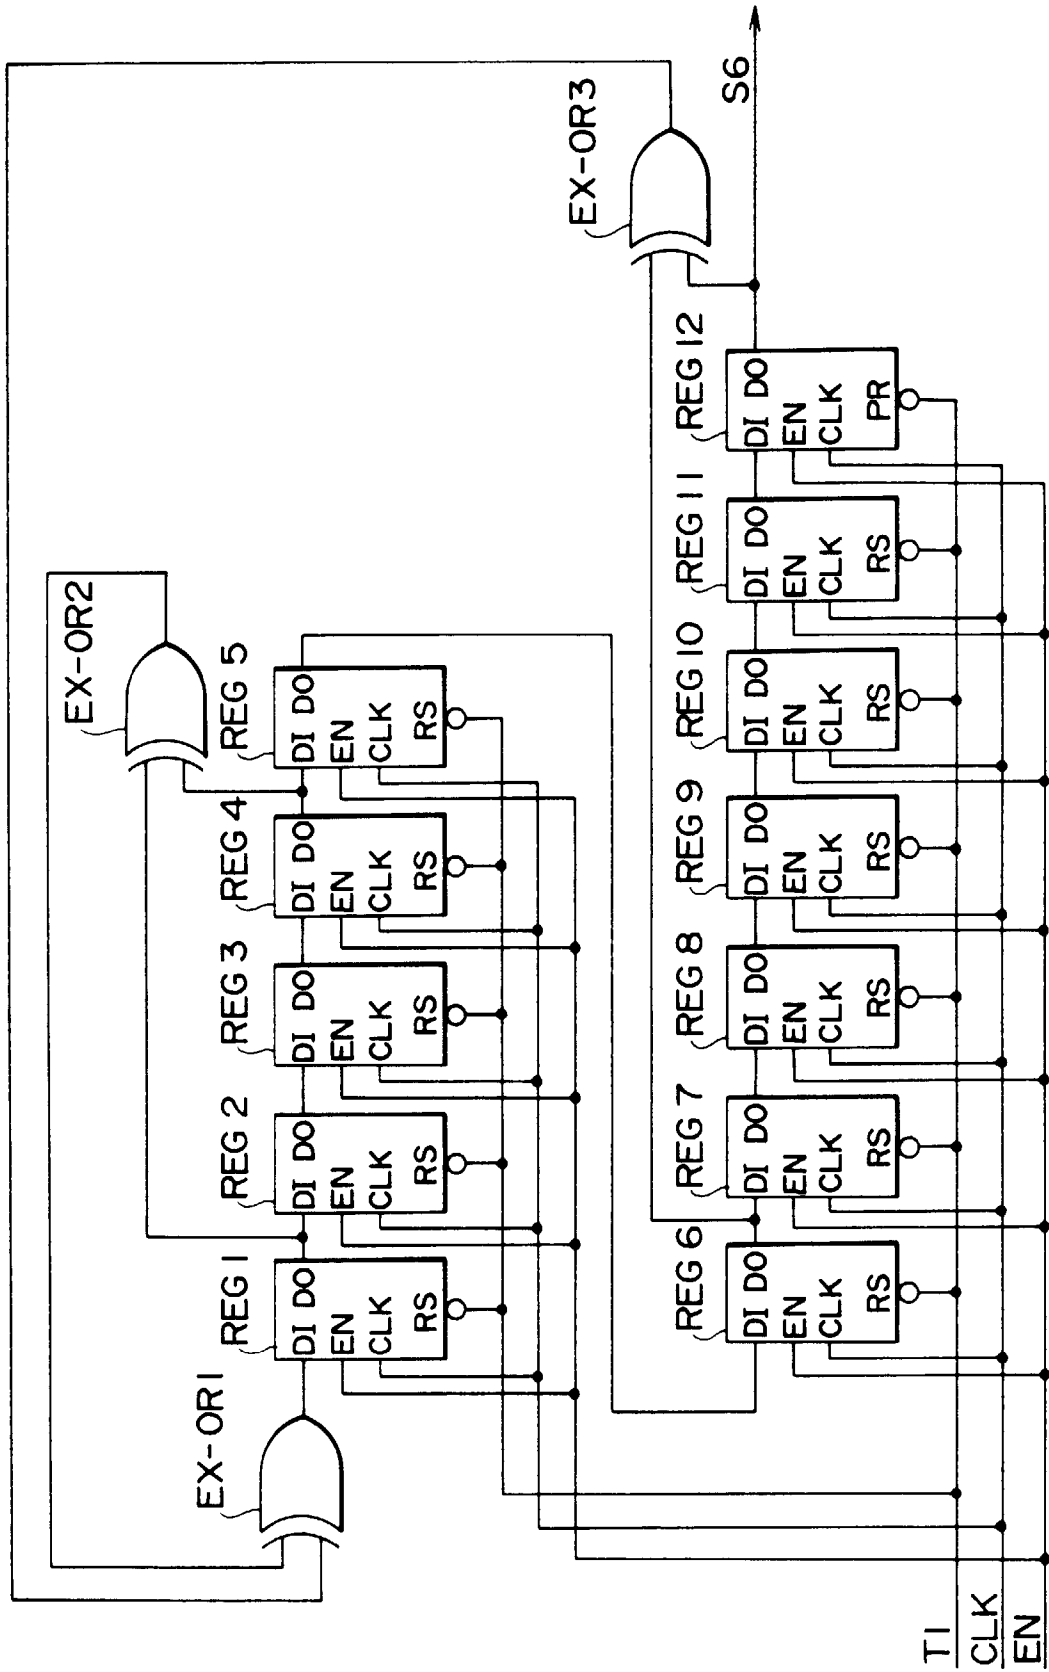 EX-OR1
EX-OR2
EX-OR3
REG 1
DI DO
EN
CLK
RS
REG 2
DI DO
EN
CLK
RS
REG 3
DI DO
EN
CLK
RS
REG 4
DI DO
EN
CLK
RS
REG 5
DI DO
EN
CLK
RS
REG 6
DI DO
EN
CLK
RS
REG 7
DI DO
EN
CLK
RS
REG 8
DI DO
EN
CLK
RS
REG 9
DI DO
EN
CLK
RS
REG 10
DI DO
EN
CLK
RS
REG 11
DI DO
EN
CLK
RS
REG 12
DI DO
EN
CLK
PR
S6
T1
CLK
EN